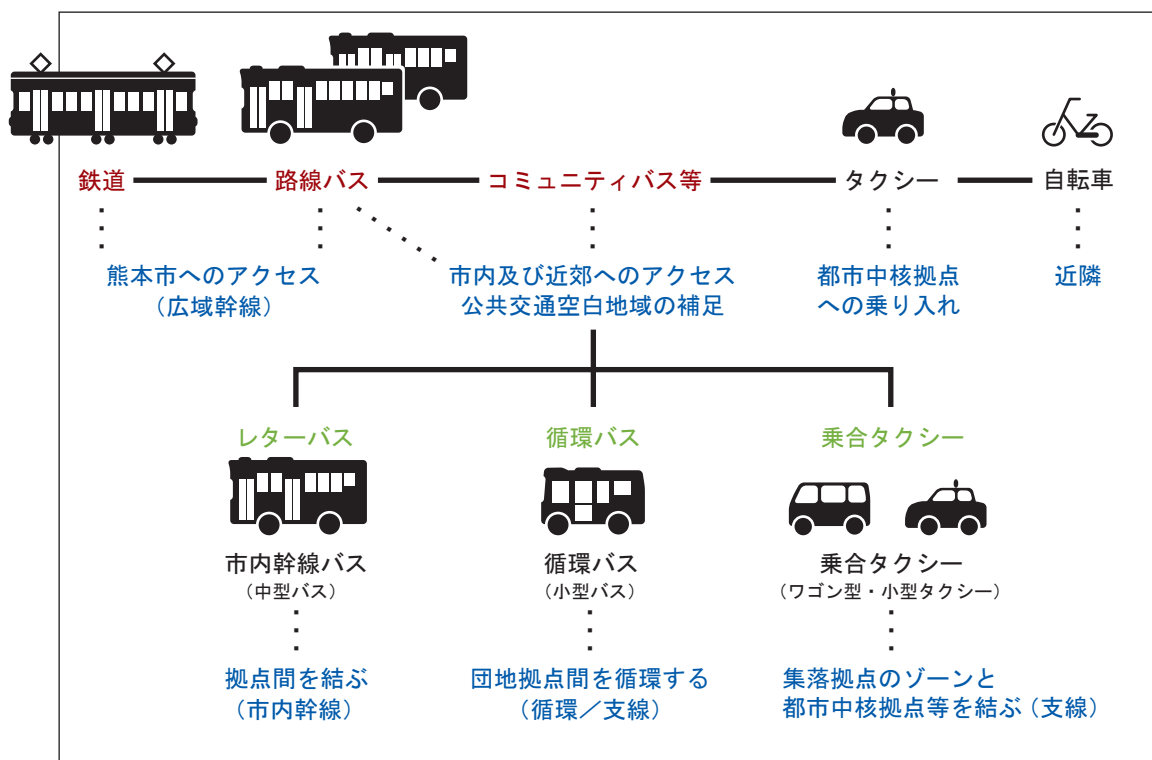 鉄道
路線バス
コミュニティバス等
タクシー
自転車
熊本市へのアクセス
（広域幹線）
市内及び近郊へのアクセス
公共交通空白地域の補足
都市中核拠点
への乗り入れ
近隣
レターバス
循環バス
乗合タクシー
市内幹線バス
（中型バス）
循環バス
（小型バス）
乗合タクシー
（ワゴン型・小型タクシー）
拠点間を結ぶ
（市内幹線）
団地拠点間を循環する
（循環／支線）
集落拠点のゾーンと
都市中核拠点等を結ぶ（支線）